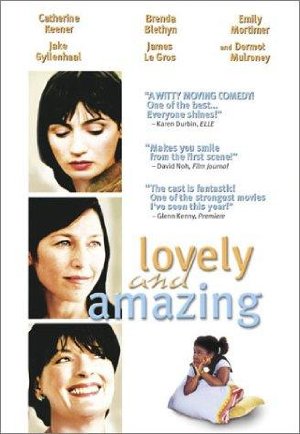 Catherine Keener
Brenda Blethyn
Emily Mortimer
Jake Gyllenhaal
James Le Gros
and Dermot Mulroney
"A WITTY MOVING COMEDY!
One of the best...
Everyone shines!"
– Karen Durbin, ELLE
"Makes you smile
from the first scene!"
– David Noh, Film Journal
"The cast is fantastic!
One of the strongest movies
I've seen this year!"
– Glenn Kenny, Premiere
lovely
and
amazing